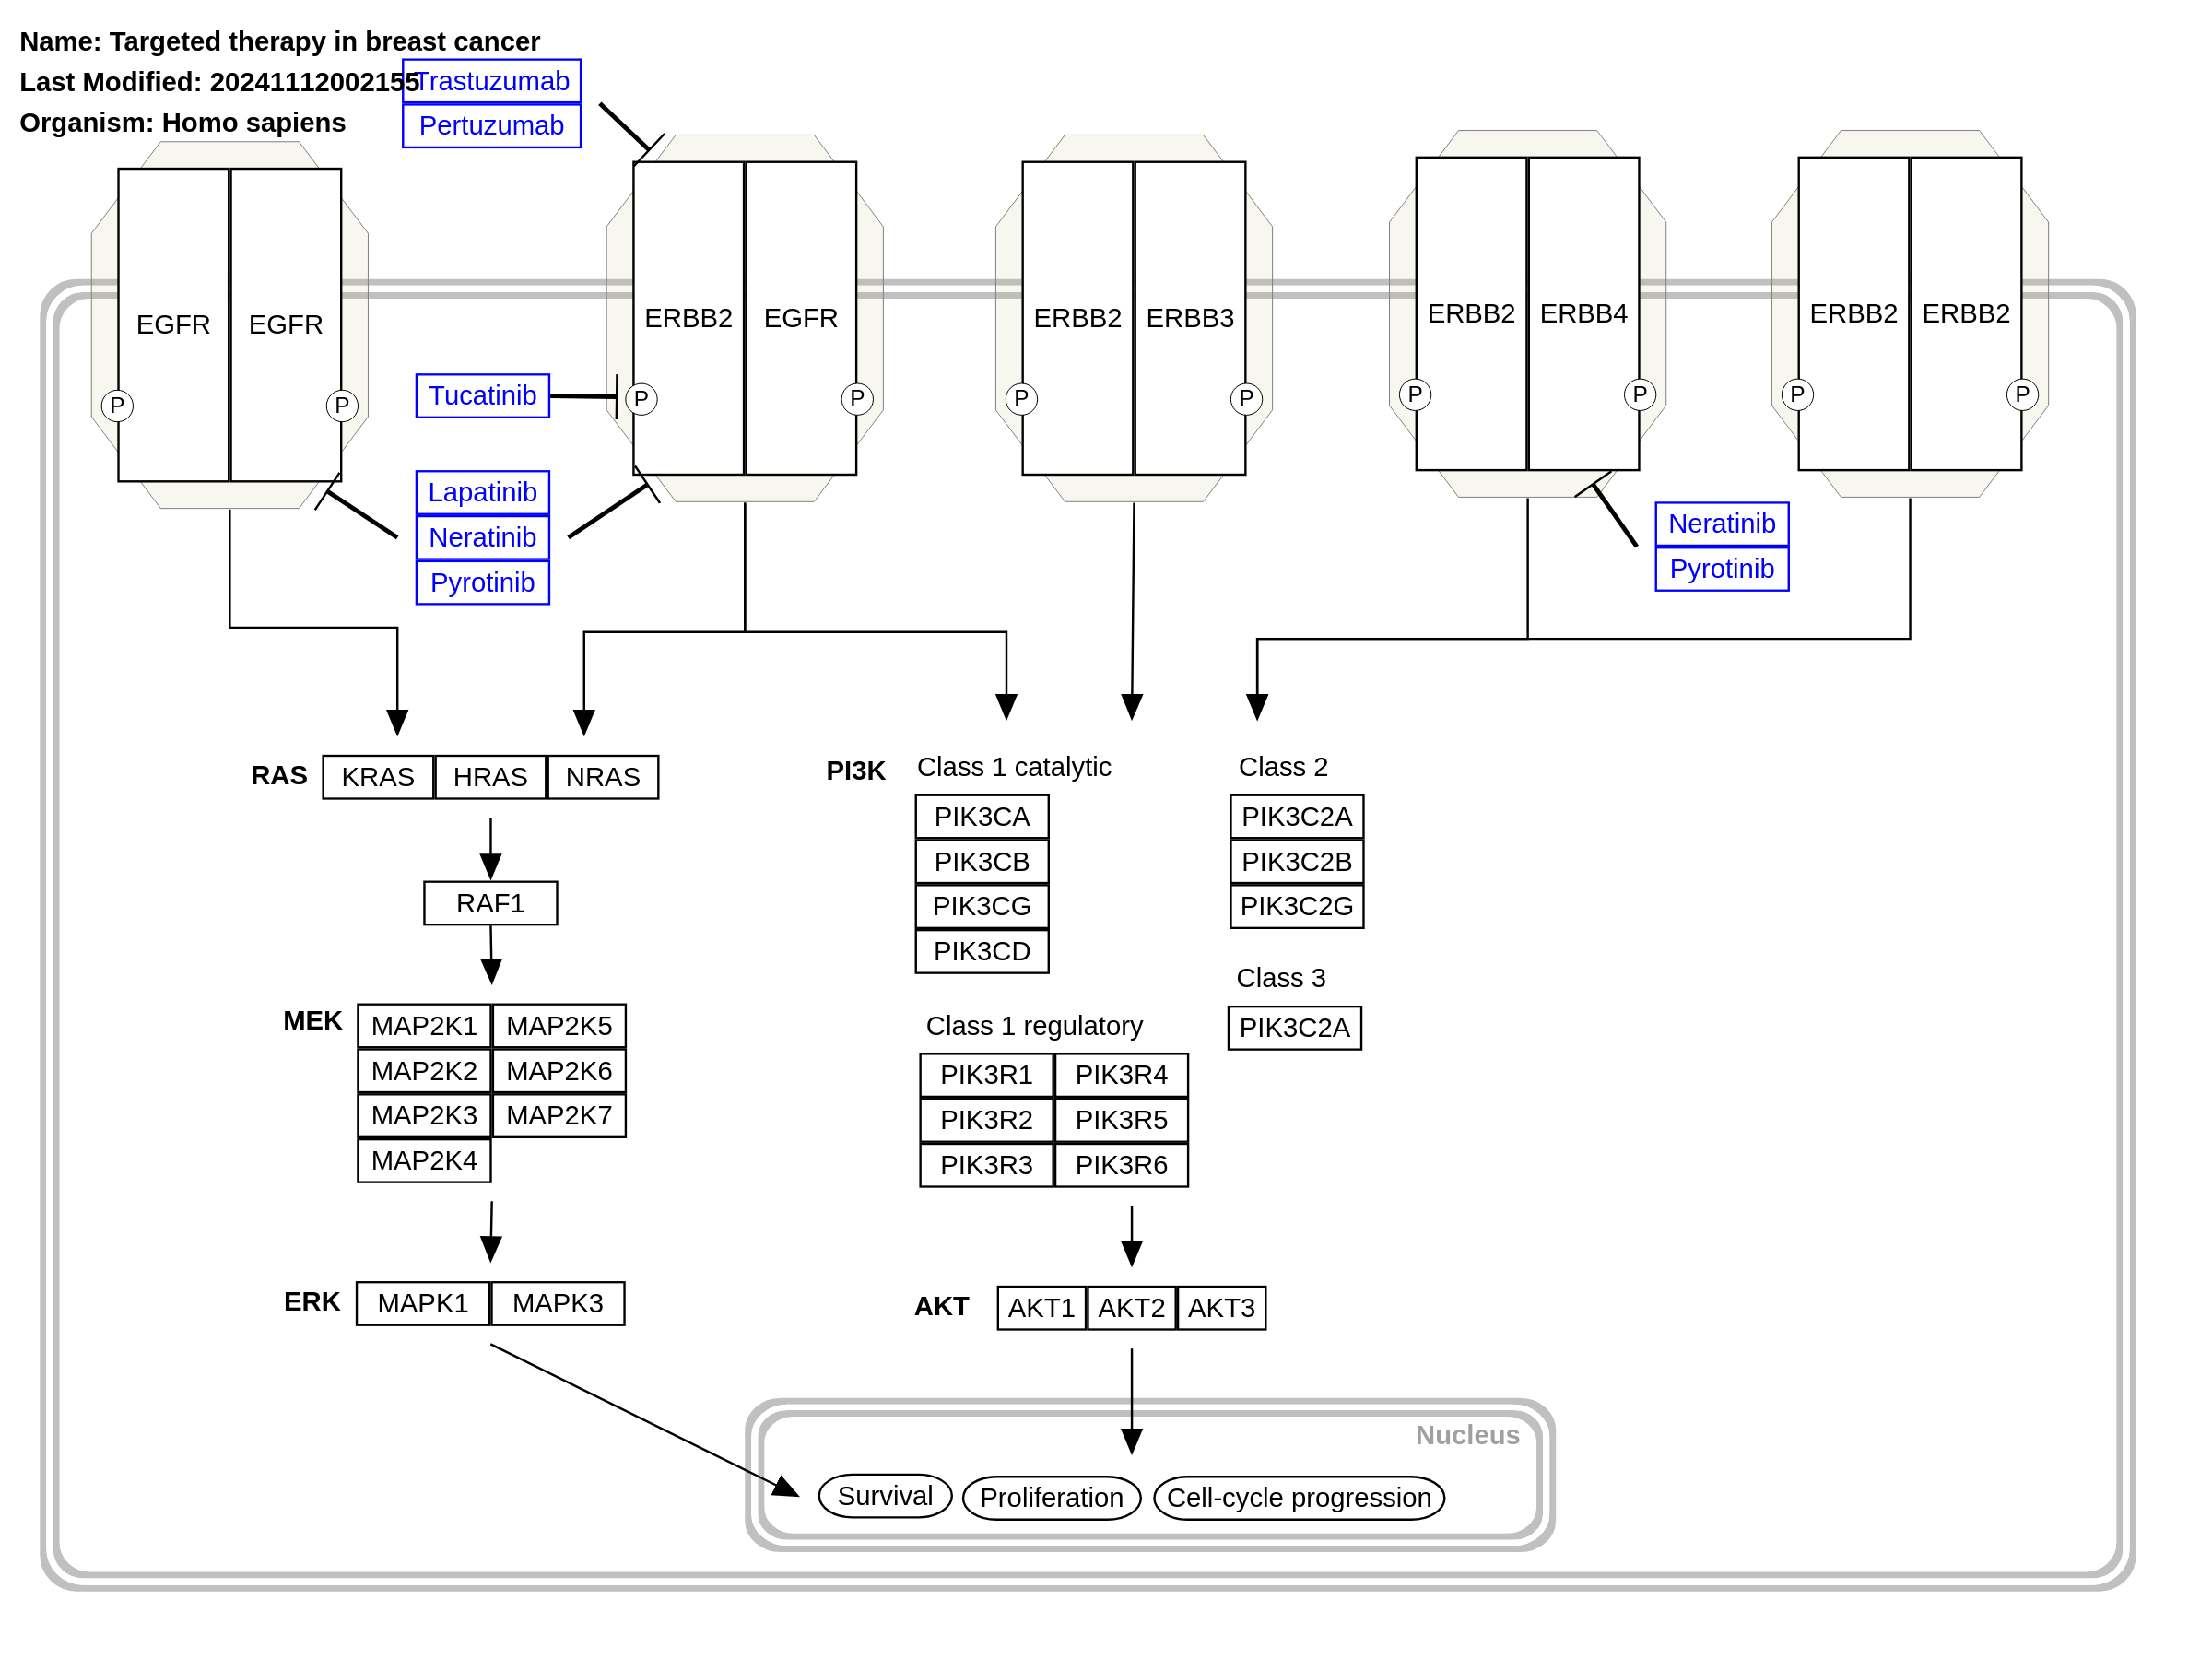 Name: Targeted therapy in breast cancer
Last Modified: 20241112002155
Organism: Homo sapiens
Trastuzumab
Pertuzumab
EGFR EGFR
P P
ERBB2 EGFR
P P
ERBB2 ERBB3
P P
ERBB2 ERBB4
P P
ERBB2 ERBB2
P P
Tucatinib
Lapatinib
Neratinib
Pyrotinib
Neratinib
Pyrotinib
RAS KRAS HRAS NRAS
RAF1
MEK
MAP2K1 MAP2K5
MAP2K2 MAP2K6
MAP2K3 MAP2K7
MAP2K4
ERK MAPK1 MAPK3
PI3K
Class 1 catalytic
PIK3CA
PIK3CB
PIK3CG
PIK3CD
Class 2
PIK3C2A
PIK3C2B
PIK3C2G
Class 3
PIK3C2A
Class 1 regulatory
PIK3R1 PIK3R4
PIK3R2 PIK3R5
PIK3R3 PIK3R6
AKT AKT1 AKT2 AKT3
Nucleus
Survival Proliferation Cell-cycle progression